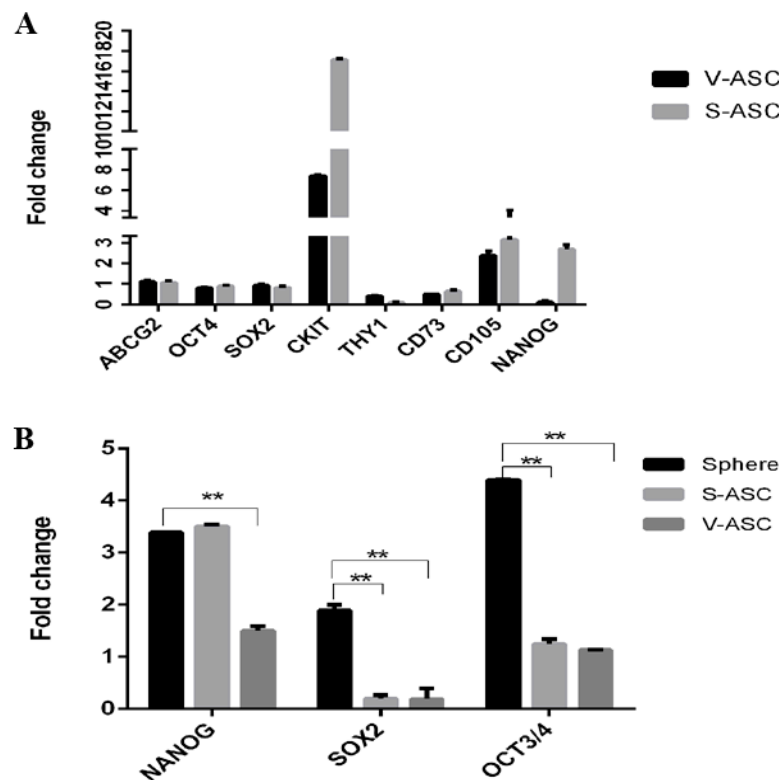 A
Fold change
20
18
16
14
12
10
10
8
6
4
3
2
1
0
ABCG2
OCT4
SOX2
CKIT
THY1
CD73
CD105
NANOG
V-ASC
S-ASC
B
Fold change
5
4
3
2
1
0
**
**
**
**
**
NANOG
SOX2
OCT3/4
Sphere
S-ASC
V-ASC